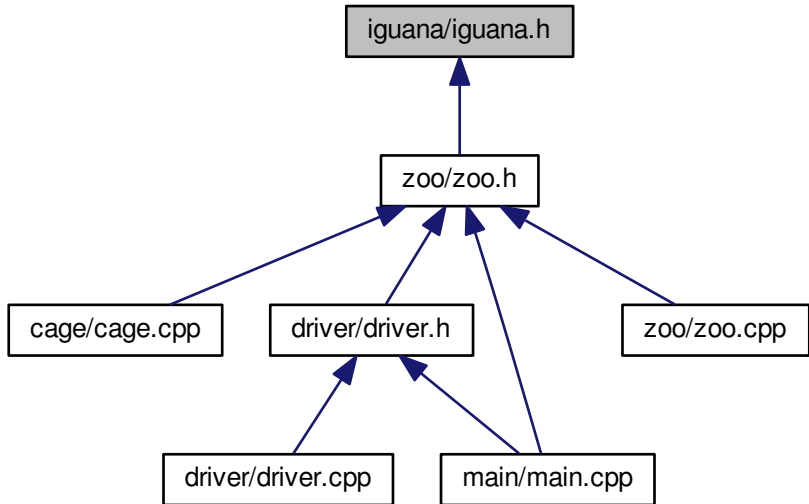 iguana/iguana.h
zoo/zoo.h
cage/cage.cpp
driver/driver.h
zoo/zoo.cpp
driver/driver.cpp
main/main.cpp